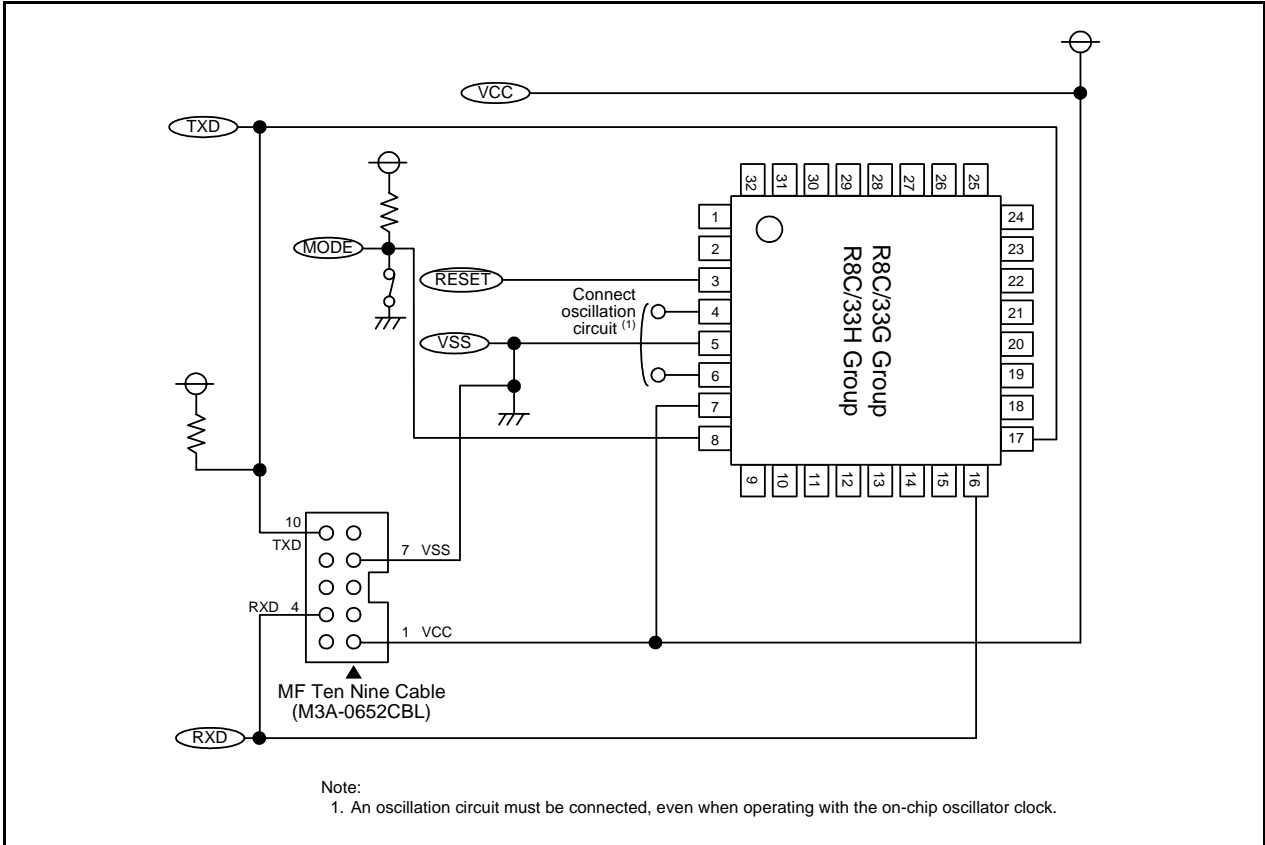 VCC
TXD
32 31 30 29 28 27 26 25
MODE
RESET
Connect
oscillation
circuit (1)
VSS
1
2
3
4
5
6
7
8
R8C/33G Group
R8C/33H Group
24
23
22
21
20
19
18
17
9 10 11 12 13 14 15 16
10
TXD
7 VSS
RXD 4
1 VCC
MF Ten Nine Cable
(M3A-0652CBL)
RXD
Note:
1. An oscillation circuit must be connected, even when operating with the on-chip oscillator clock.